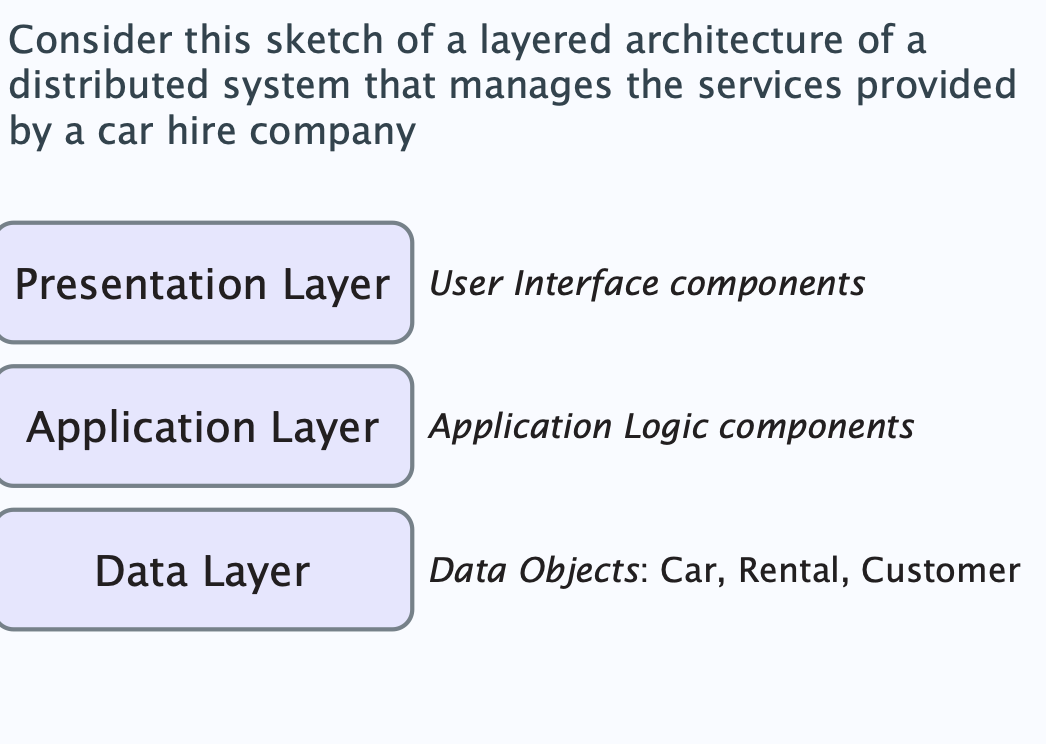 Consider this sketch of a layered architecture of a
distributed system that manages the services provided
by a car hire company
Presentation Layer User Interface components
Application Layer Application Logic components
Data Layer Data Objects: Car, Rental, Customer